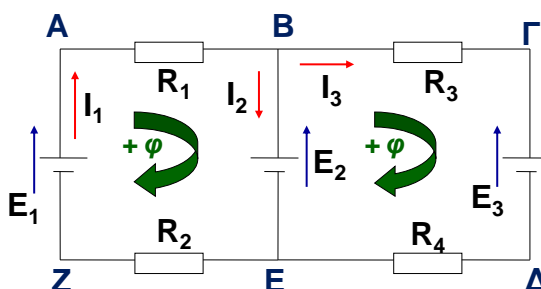 Α Β Γ
R1 R3
I1 I2 I3
+ φ + φ
E1 E2 E3
R2 R4
Ζ Ε Δ